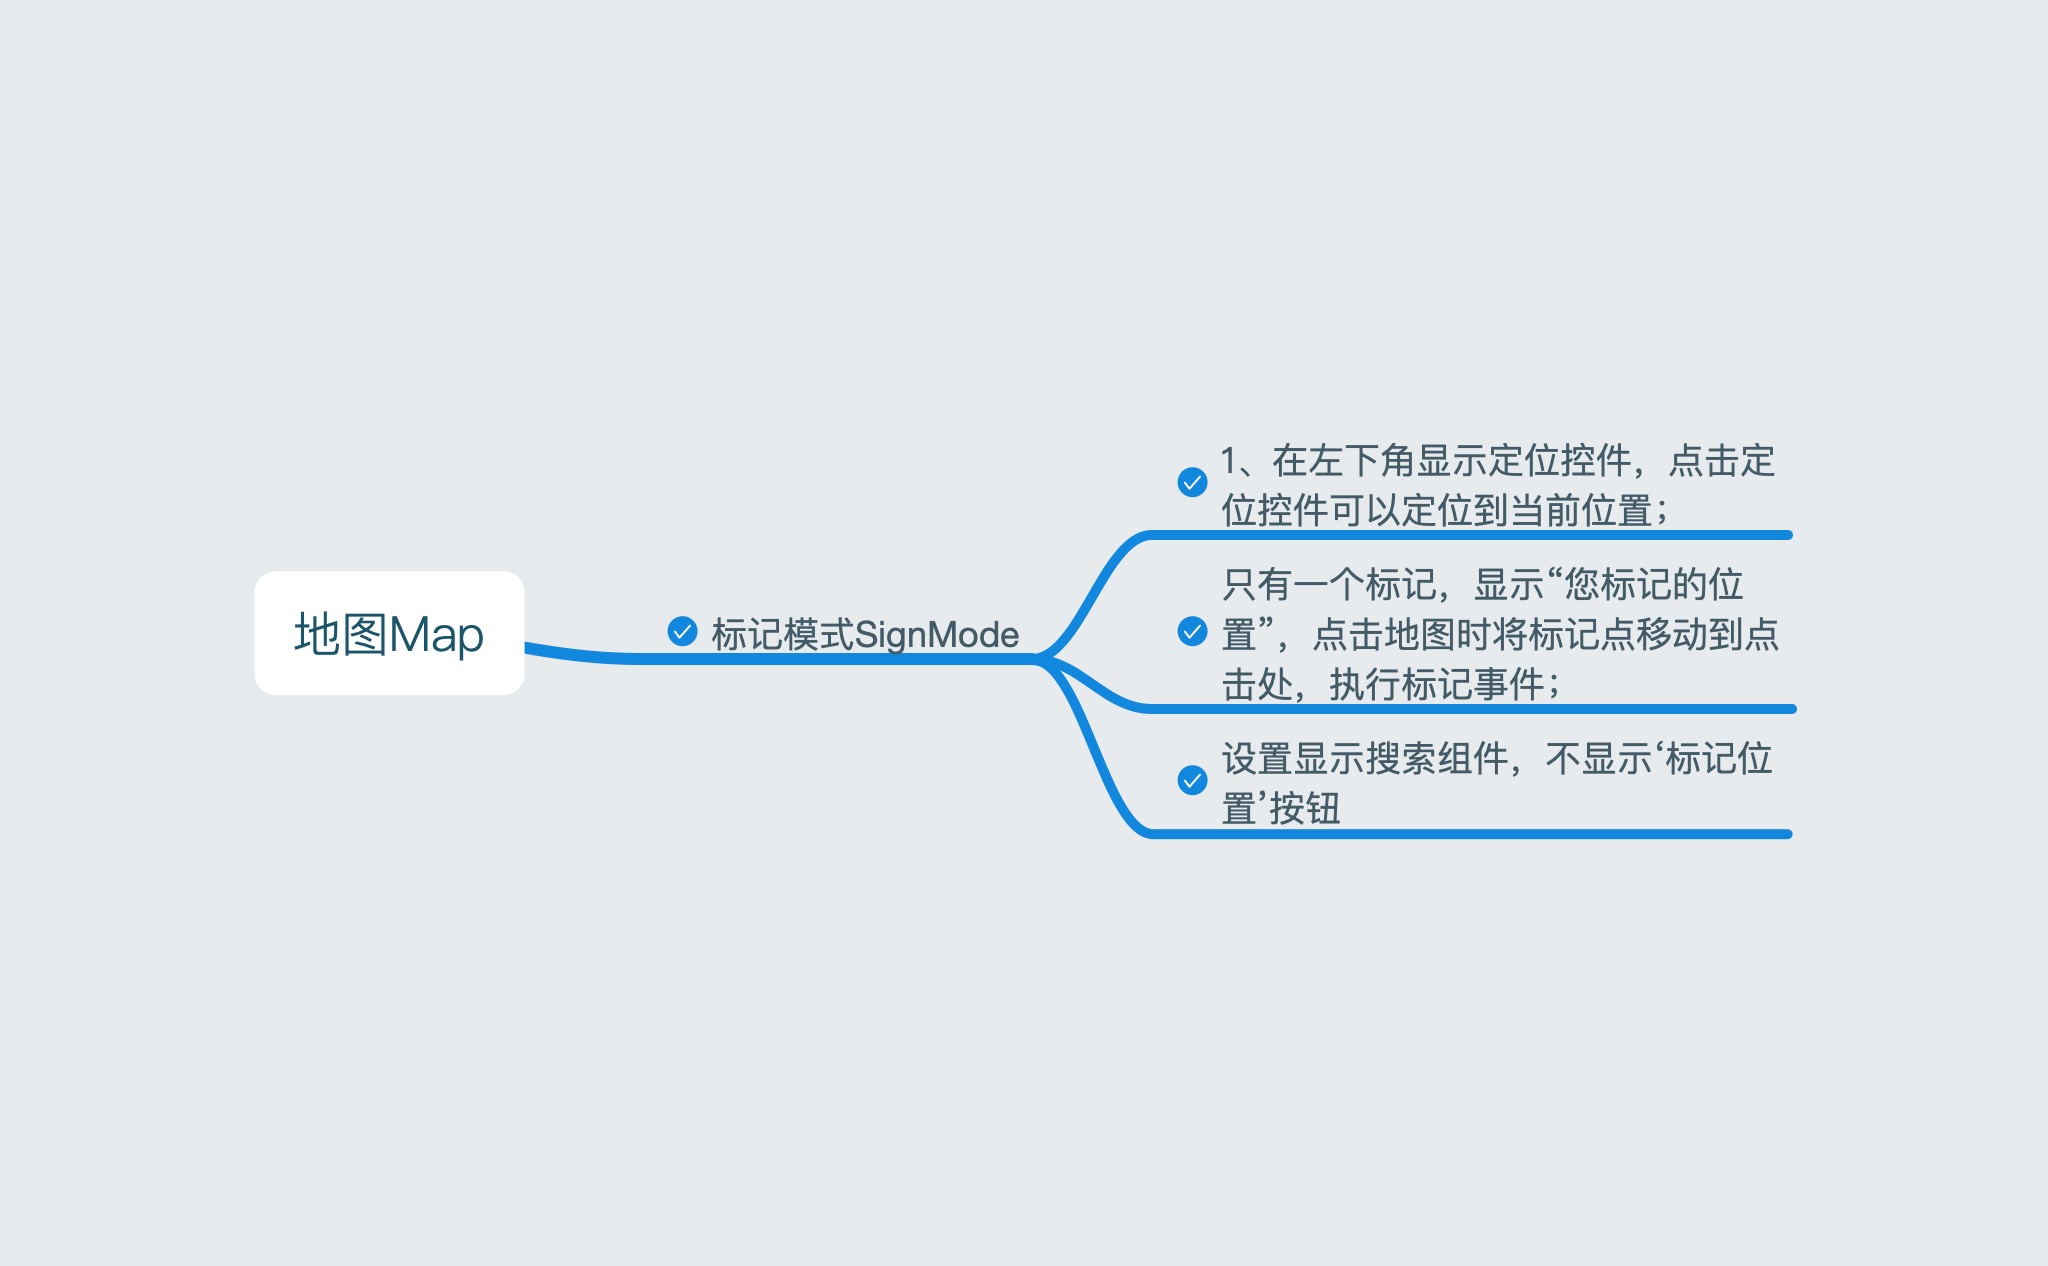 地图Map
标记模式SignMode
1、在左下角显示定位控件，点击定
位控件可以定位到当前位置；
只有一个标记，显示“您标记的位
置”，点击地图时将标记点移动到点
击处，执行标记事件；
设置显示搜索组件，不显示‘标记位
置’按钮